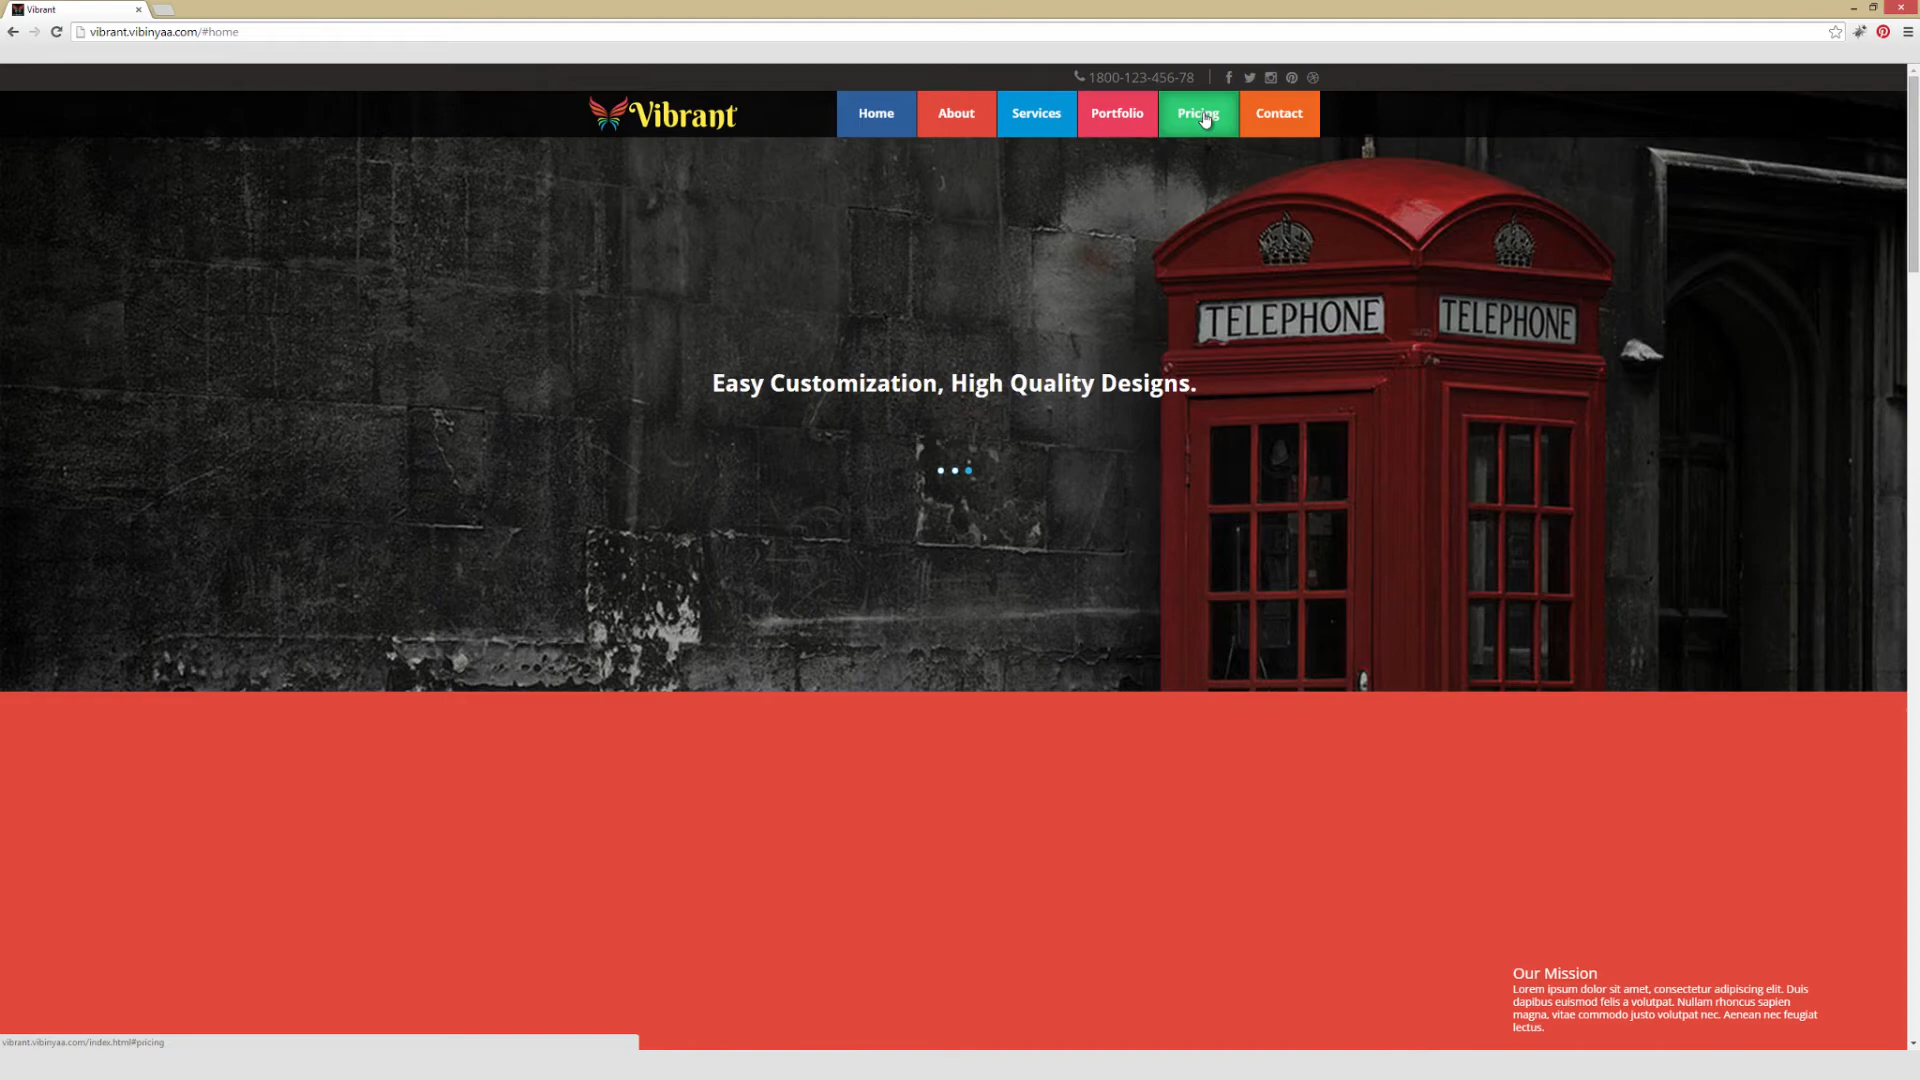 Vibrant
vibrant.vibinyaa.com/#home
1800-123-456-78
Vibrant
Home
About
Services
Portfolio
Pricing
Contact
TELEPHONE
TELEPHONE
Easy Customization, High Quality Designs.
Our Mission
Lorem ipsum dolor sit amet, consectetur adipiscing elit. Duis
dapibus euismod felis a volutpat. Nullam rhoncus sapien
magna, vitae commodo justo volutpat nec. Aenean nec feugiat
lectus.
vibrant.vibinyaa.com/index.html#pricing